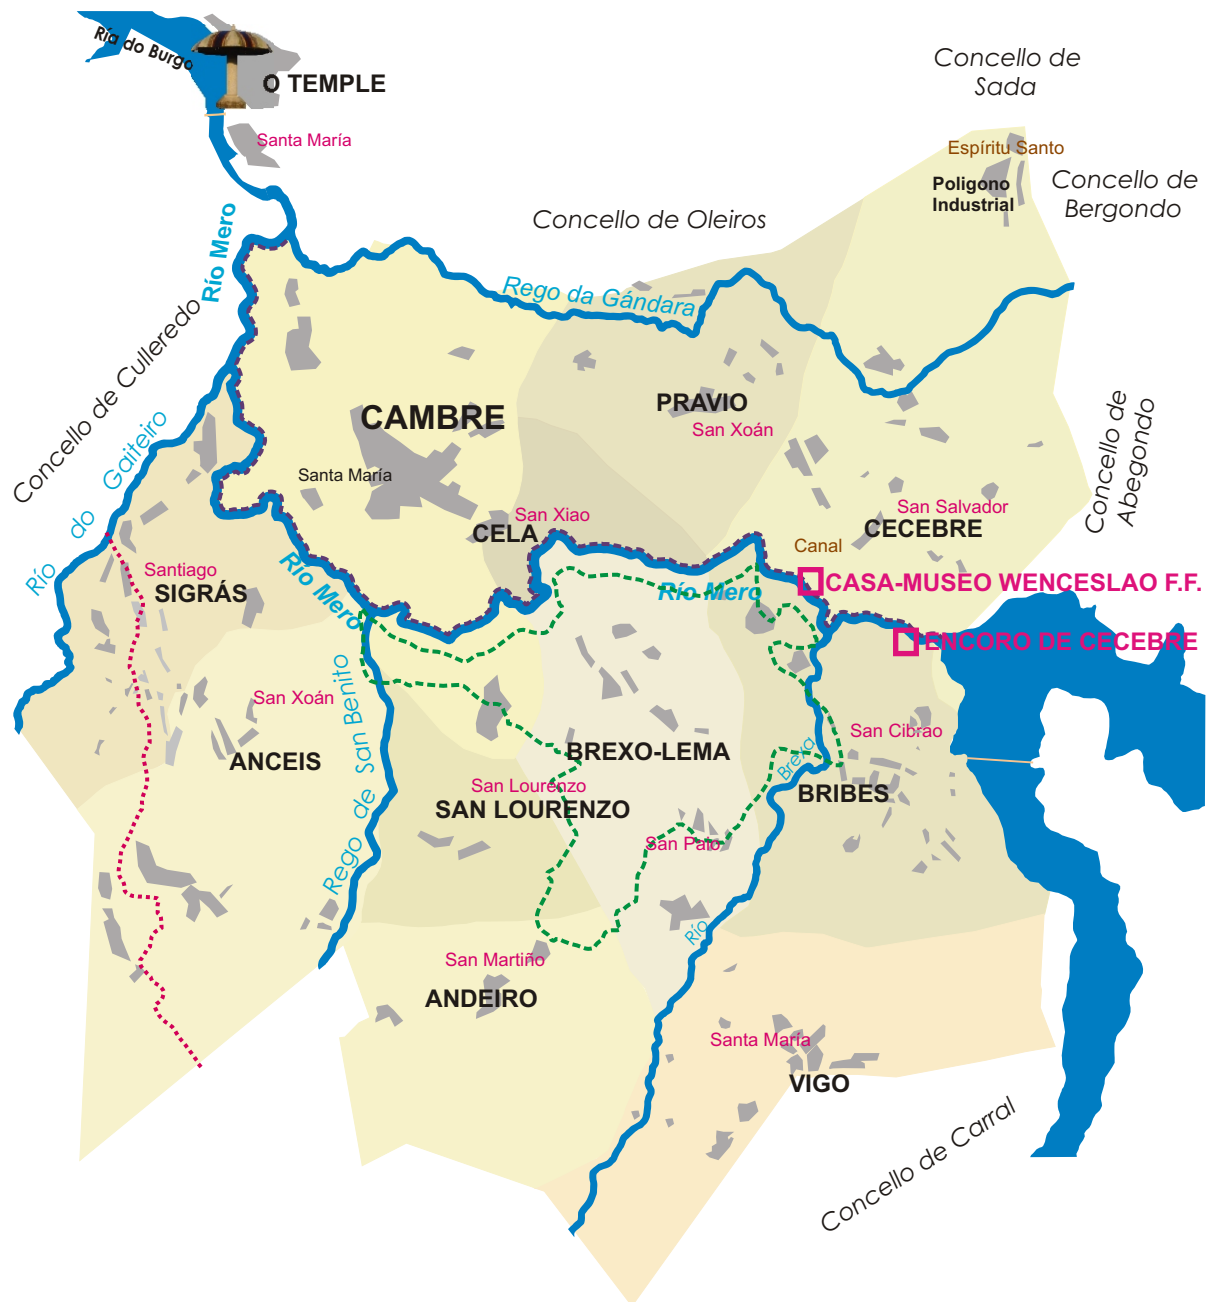 Ría do Burgo
O TEMPLE
Santa María
Concello de
Sada
Espíritu Santo
Poligono
Industrial
Concello de
Bergondo
Concello de Oleiros
Río Mero
Rego da Gándara
Concello de Culleredo
Río do Gaiteiro
CAMBRE
Santa María
PRAVIO
San Xoán
Concello de
Abegondo
San Xiao
CELA
San Salvador
CECEBRE
Canal
CASA-MUSEO WENCESLAO F.F.
ENCORO DE CECEBRE
Santiago
SIGRÁS
Río Mero
Río Mero
San Xoán
ANCEIS
Rego de San Benito
BREXO-LEMA
San Lourenzo
SAN LOURENZO
San Cibrao
BRIBES
Río Brexa
San Paio
San Martiño
ANDEIRO
Santa María
VIGO
Concello de Carral